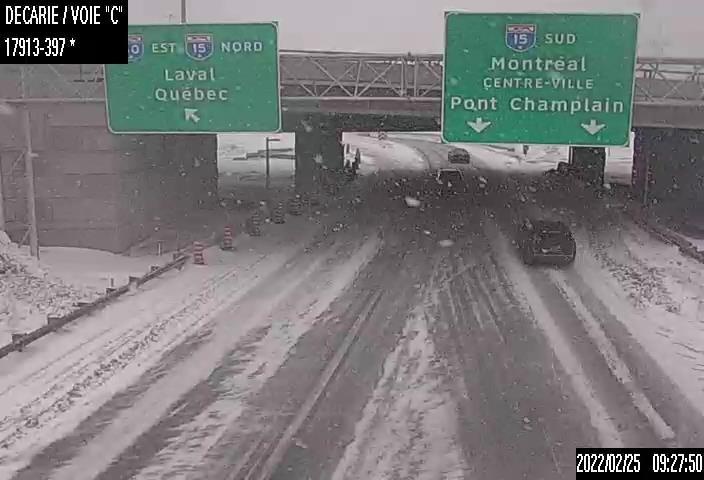 DECARIE / VOIE "C"
17913-397 *
0 EST 15 NORD
Laval
Québec
15 SUD
Montréal
CENTRE-VILLE
Pont Champlain
2022/02/25 09:27:50